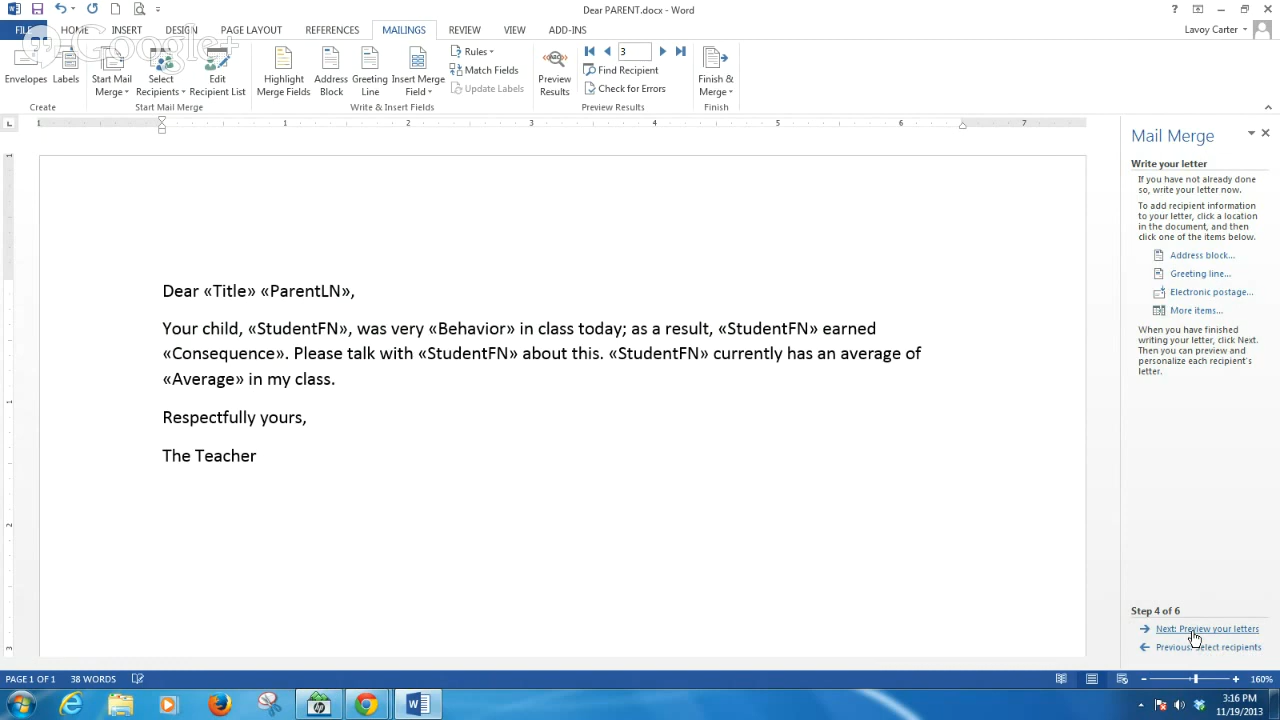 Dear PARENT.docx - Word
FILE HOME INSERT DESIGN PAGE LAYOUT REFERENCES MAILINGS REVIEW VIEW ADD-INS Lavoy Carter
Google+
Envelopes Labels Start Mail Merge Select Recipients Edit Recipient List Highlight Merge Fields Address Block Greeting Line Insert Merge Field
Rules
Match Fields
Update Labels
Preview Results
3
Find Recipient
Check for Errors
Finish & Merge
Create Start Mail Merge Write & Insert Fields Preview Results Finish
1 1 2 3 4 5 6 7
Dear «Title» «ParentLN»,
Your child, «StudentFN», was very «Behavior» in class today; as a result, «StudentFN» earned
«Consequence». Please talk with «StudentFN» about this. «StudentFN» currently has an average of
«Average» in my class.
Respectfully yours,
The Teacher
Mail Merge
Write your letter
If you have not already done
so, write your letter now.
To add recipient information
to your letter, click a location
in the document, and then
click one of the items below.
Address block...
Greeting line...
Electronic postage...
More items...
When you have finished
writing your letter, click Next.
Then you can preview and
personalize each recipient's
letter.
Step 4 of 6
Next: Preview your letters
Previous: Select recipients
PAGE 1 OF 1 38 WORDS 160%
3:16 PM
11/19/2013